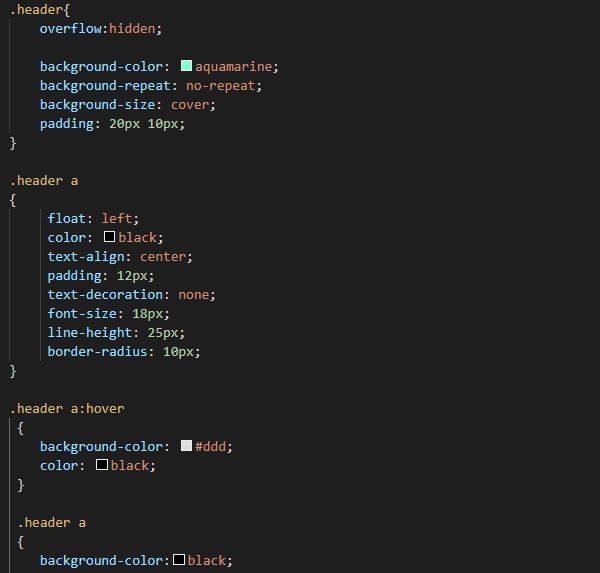 .header{
overflow:hidden;
background-color: aquamarine;
background-repeat: no-repeat;
background-size: cover;
padding: 20px 10px;
}
.header a
{
float: left;
color: black;
text-align: center;
padding: 12px;
text-decoration: none;
font-size: 18px;
line-height: 25px;
border-radius: 10px;
}
.header a:hover
{
background-color: #ddd;
color: black;
}
.header a
{
background-color:black;